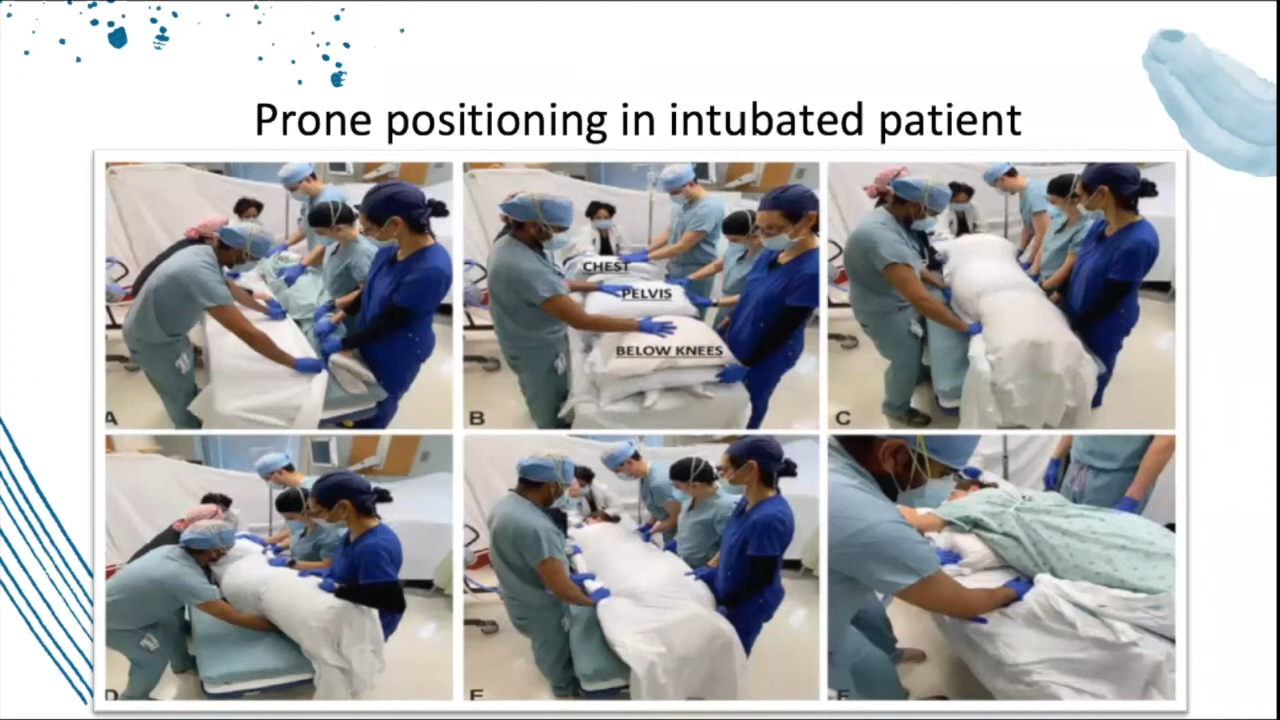 Prone positioning in intubated patient
A
B
CHEST
PELVIS
BELOW KNEES
C
D
E
F